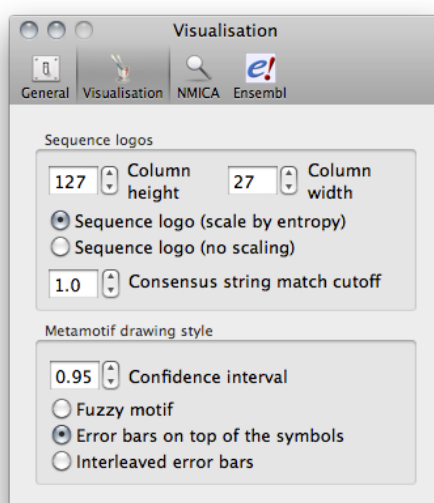 Visualisation
General Visualisation NMICA Ensembl
e!
Sequence logos
127 Column height 27 Column width
Sequence logo (scale by entropy)
Sequence logo (no scaling)
1.0 Consensus string match cutoff
Metamotif drawing style
0.95 Confidence interval
Fuzzy motif
Error bars on top of the symbols
Interleaved error bars